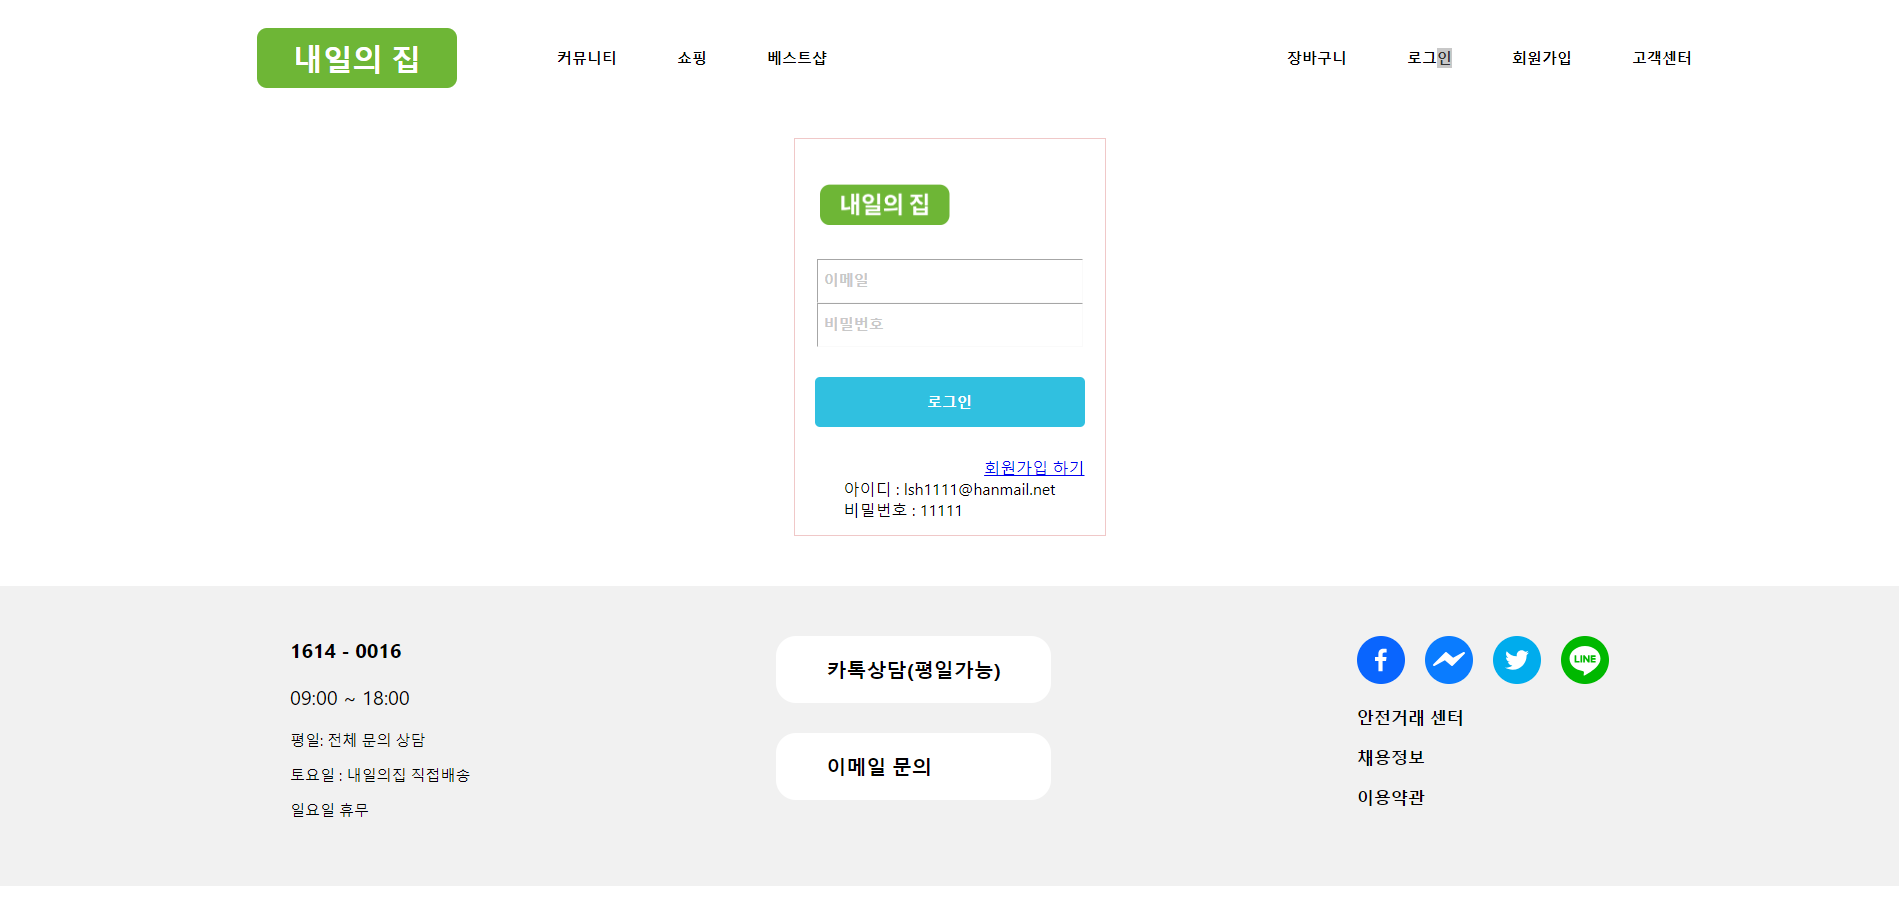 내일의 집
커뮤니티 쇼핑 베스트샵 장바구니 로그인 회원가입 고객센터
내일의 집
이메일
비밀번호
로그인
회원가입 하기
아이디 : lsh1111@hanmail.net
비밀번호 : 11111
1614 - 0016
09:00 ~ 18:00
평일: 전체 문의 상담
토요일 : 내일의집 직접배송
일요일 휴무
카톡상담(평일가능)
이메일 문의
LINE
안전거래 센터
채용정보
이용약관